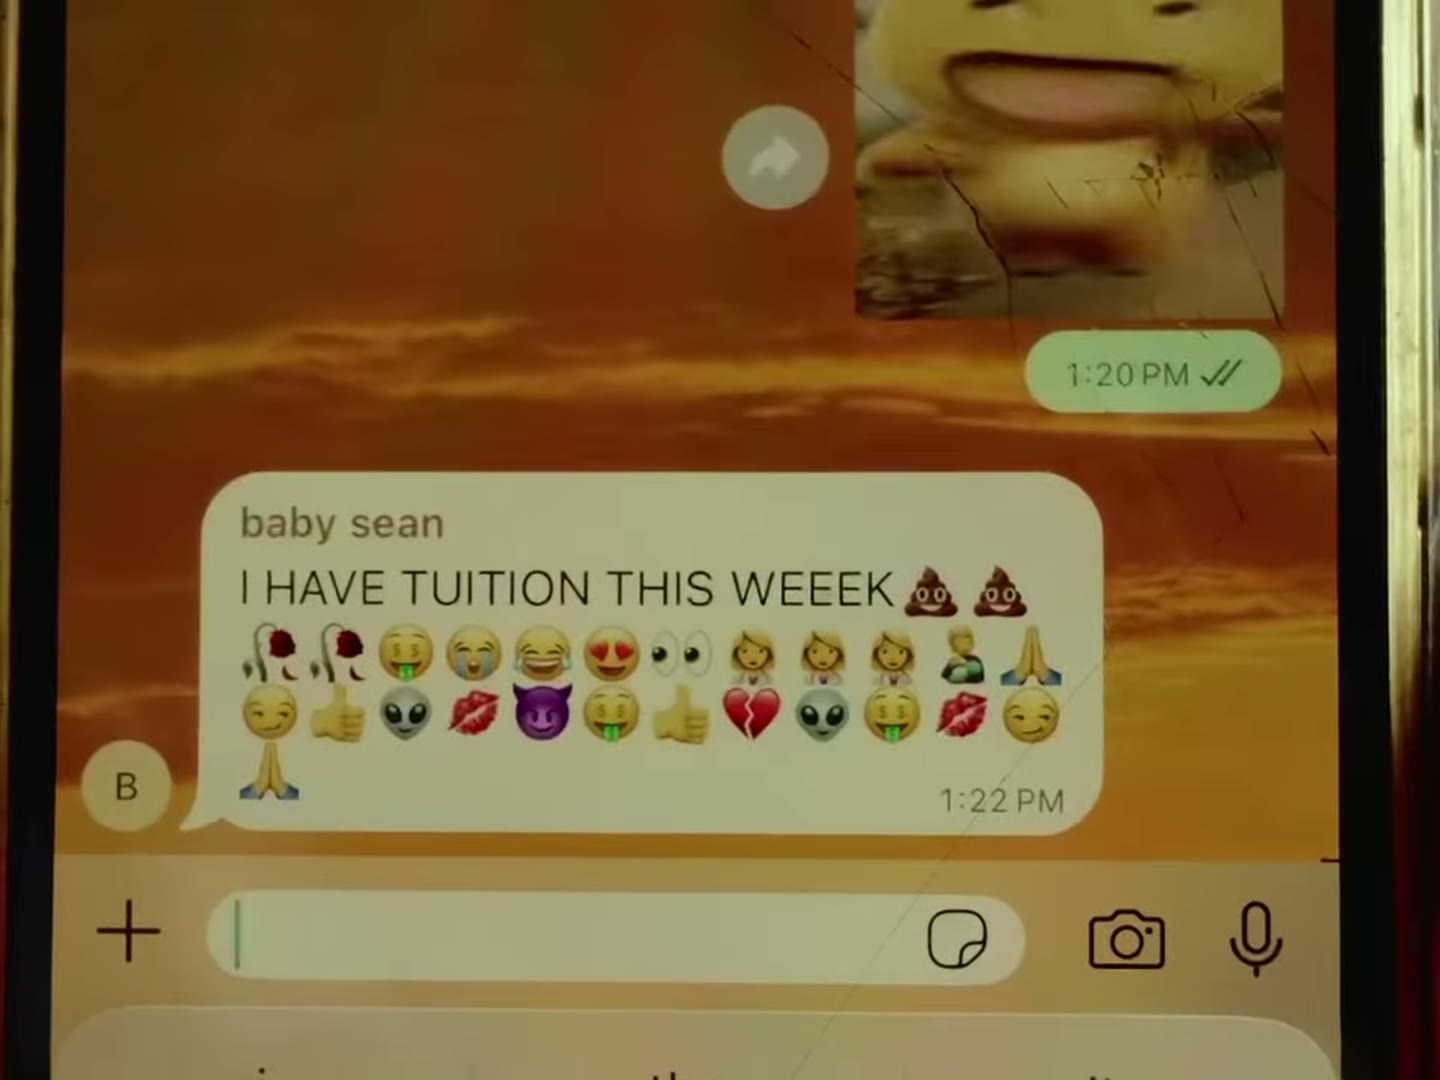 1:20 PM
baby sean
I HAVE TUITION THIS WEEEK 💩 💩
🥀🥀🤑😭😂😍👀👩‍⚕️👩‍⚕️👩‍⚕️👨‍🍼🙏
😏👍👽💋😈🤑👍💔👽🤑💋😏
🙏
B
1:22 PM